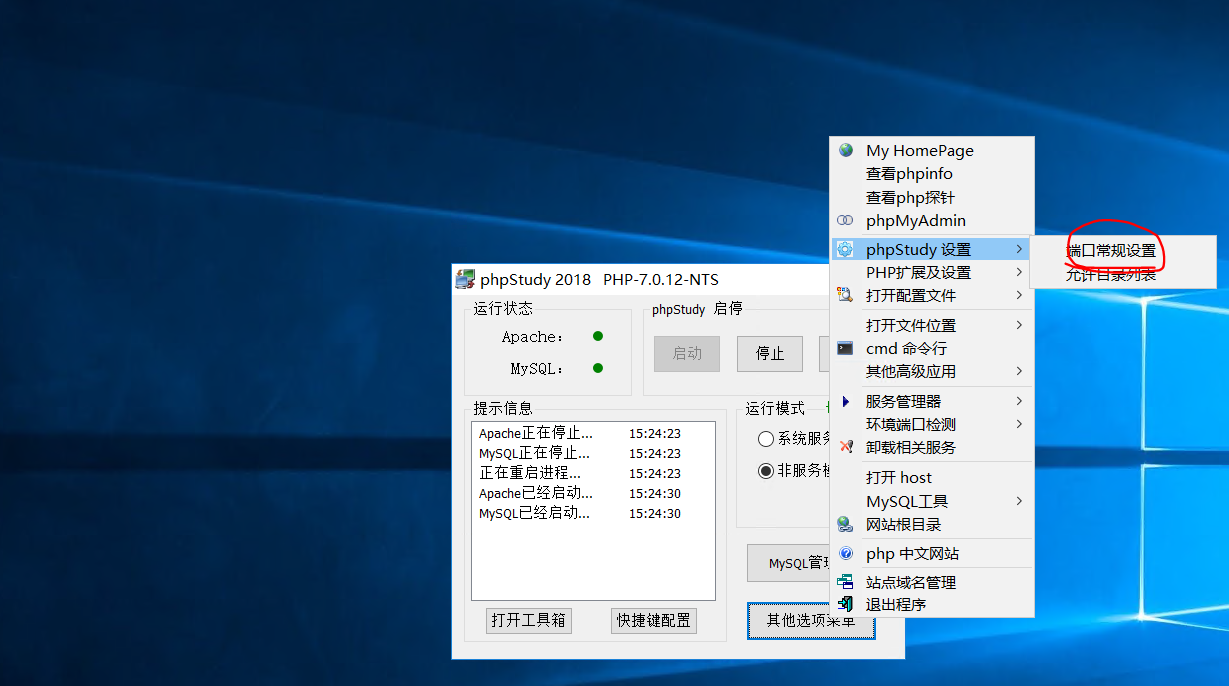 My HomePage
查看phpinfo
查看php探针
phpMyAdmin
phpStudy 设置
端口常规设置
允许目录列表
PHP扩展及设置
打开配置文件
打开文件位置
cmd 命令行
其他高级应用
服务管理器
环境端口检测
卸载相关服务
打开 host
MySQL工具
网站根目录
php 中文网站
站点域名管理
退出程序
phpStudy 2018 PHP-7.0.12-NTS
运行状态
Apache:
MySQL:
phpStudy 启停
启动
停止
提示信息
Apache正在停止... 15:24:23
MySQL正在停止... 15:24:23
正在重启进程... 15:24:23
Apache已经启动... 15:24:30
MySQL已经启动... 15:24:30
打开工具箱
快捷键配置
运行模式
系统服务
非服务模
MySQL管理
其他选项菜单